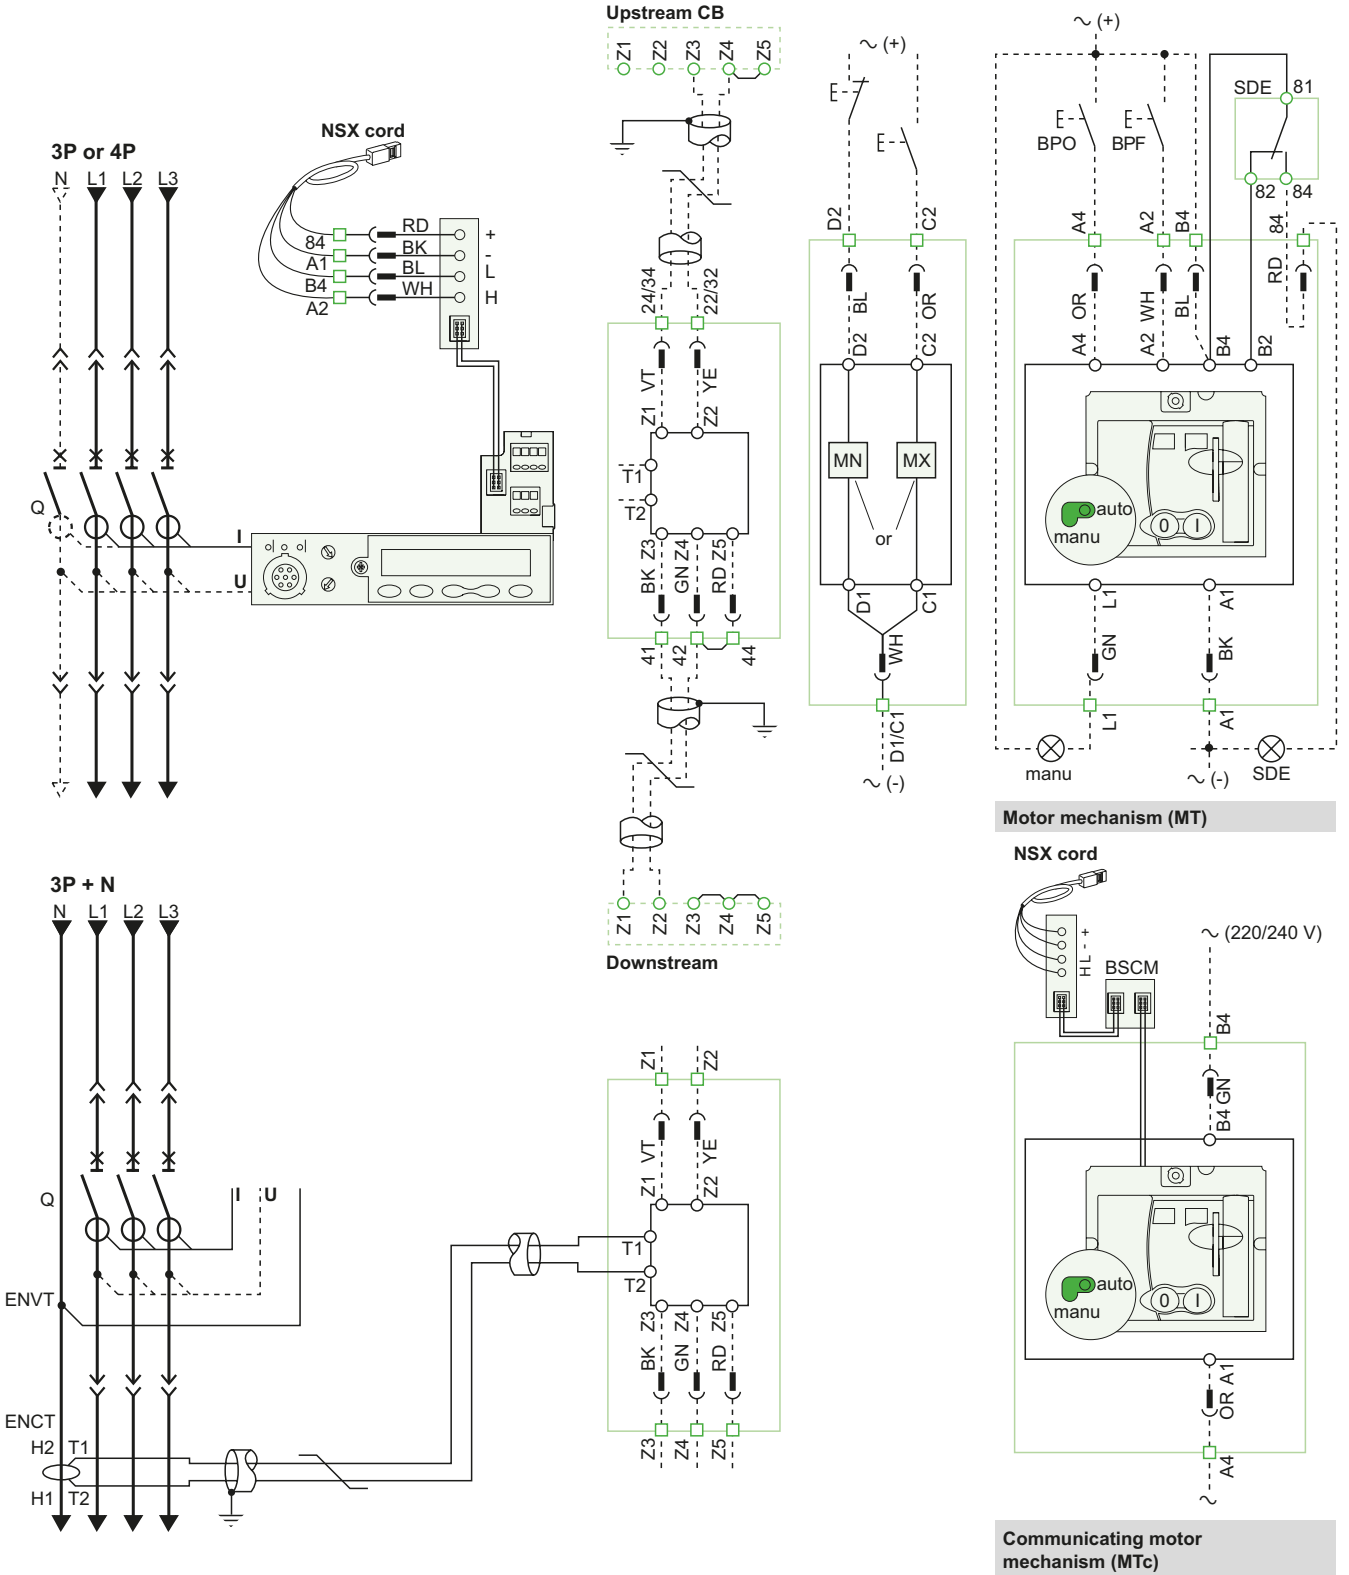 Upstream CB
Z1 Z2 Z3 Z4 Z5
(+)
(+)
SDE 81
BPO BPF
82 84
NSX cord
3P or 4P
N L1 L2 L3
84 RD +
A1 BK -
B4 BL L
A2 WH H
24/34 22/32
D2 C2
A4 A2 B4 84
BL OR
OR WH BL RD
VT YE
D2 C2
A4 A2 B4 B2
Z1 Z2
MN MX
or
T1
T2
auto
manu
0 I
Q
I
U
Z3 Z4 Z5
BK GN RD
D1 C1
L1 A1
WH
GN BK
41 42 44
D1/C1
L1 A1
(-)
manu
(-)
SDE
Motor mechanism (MT)
3P + N
N L1 L2 L3
Z1 Z2 Z3 Z4 Z5
Downstream
NSX cord
+
-
L
H
BSCM
(220/240 V)
B4
GN
B4
Z1 Z2
VT YE
Z1 Z2
Q
I U
T1
T2
ENVT
Z3 Z4 Z5
BK GN RD
auto
manu
0 I
A1
OR
ENCT
H2 T1
H1 T2
Z3 Z4 Z5
A4
Communicating motor
mechanism (MTc)